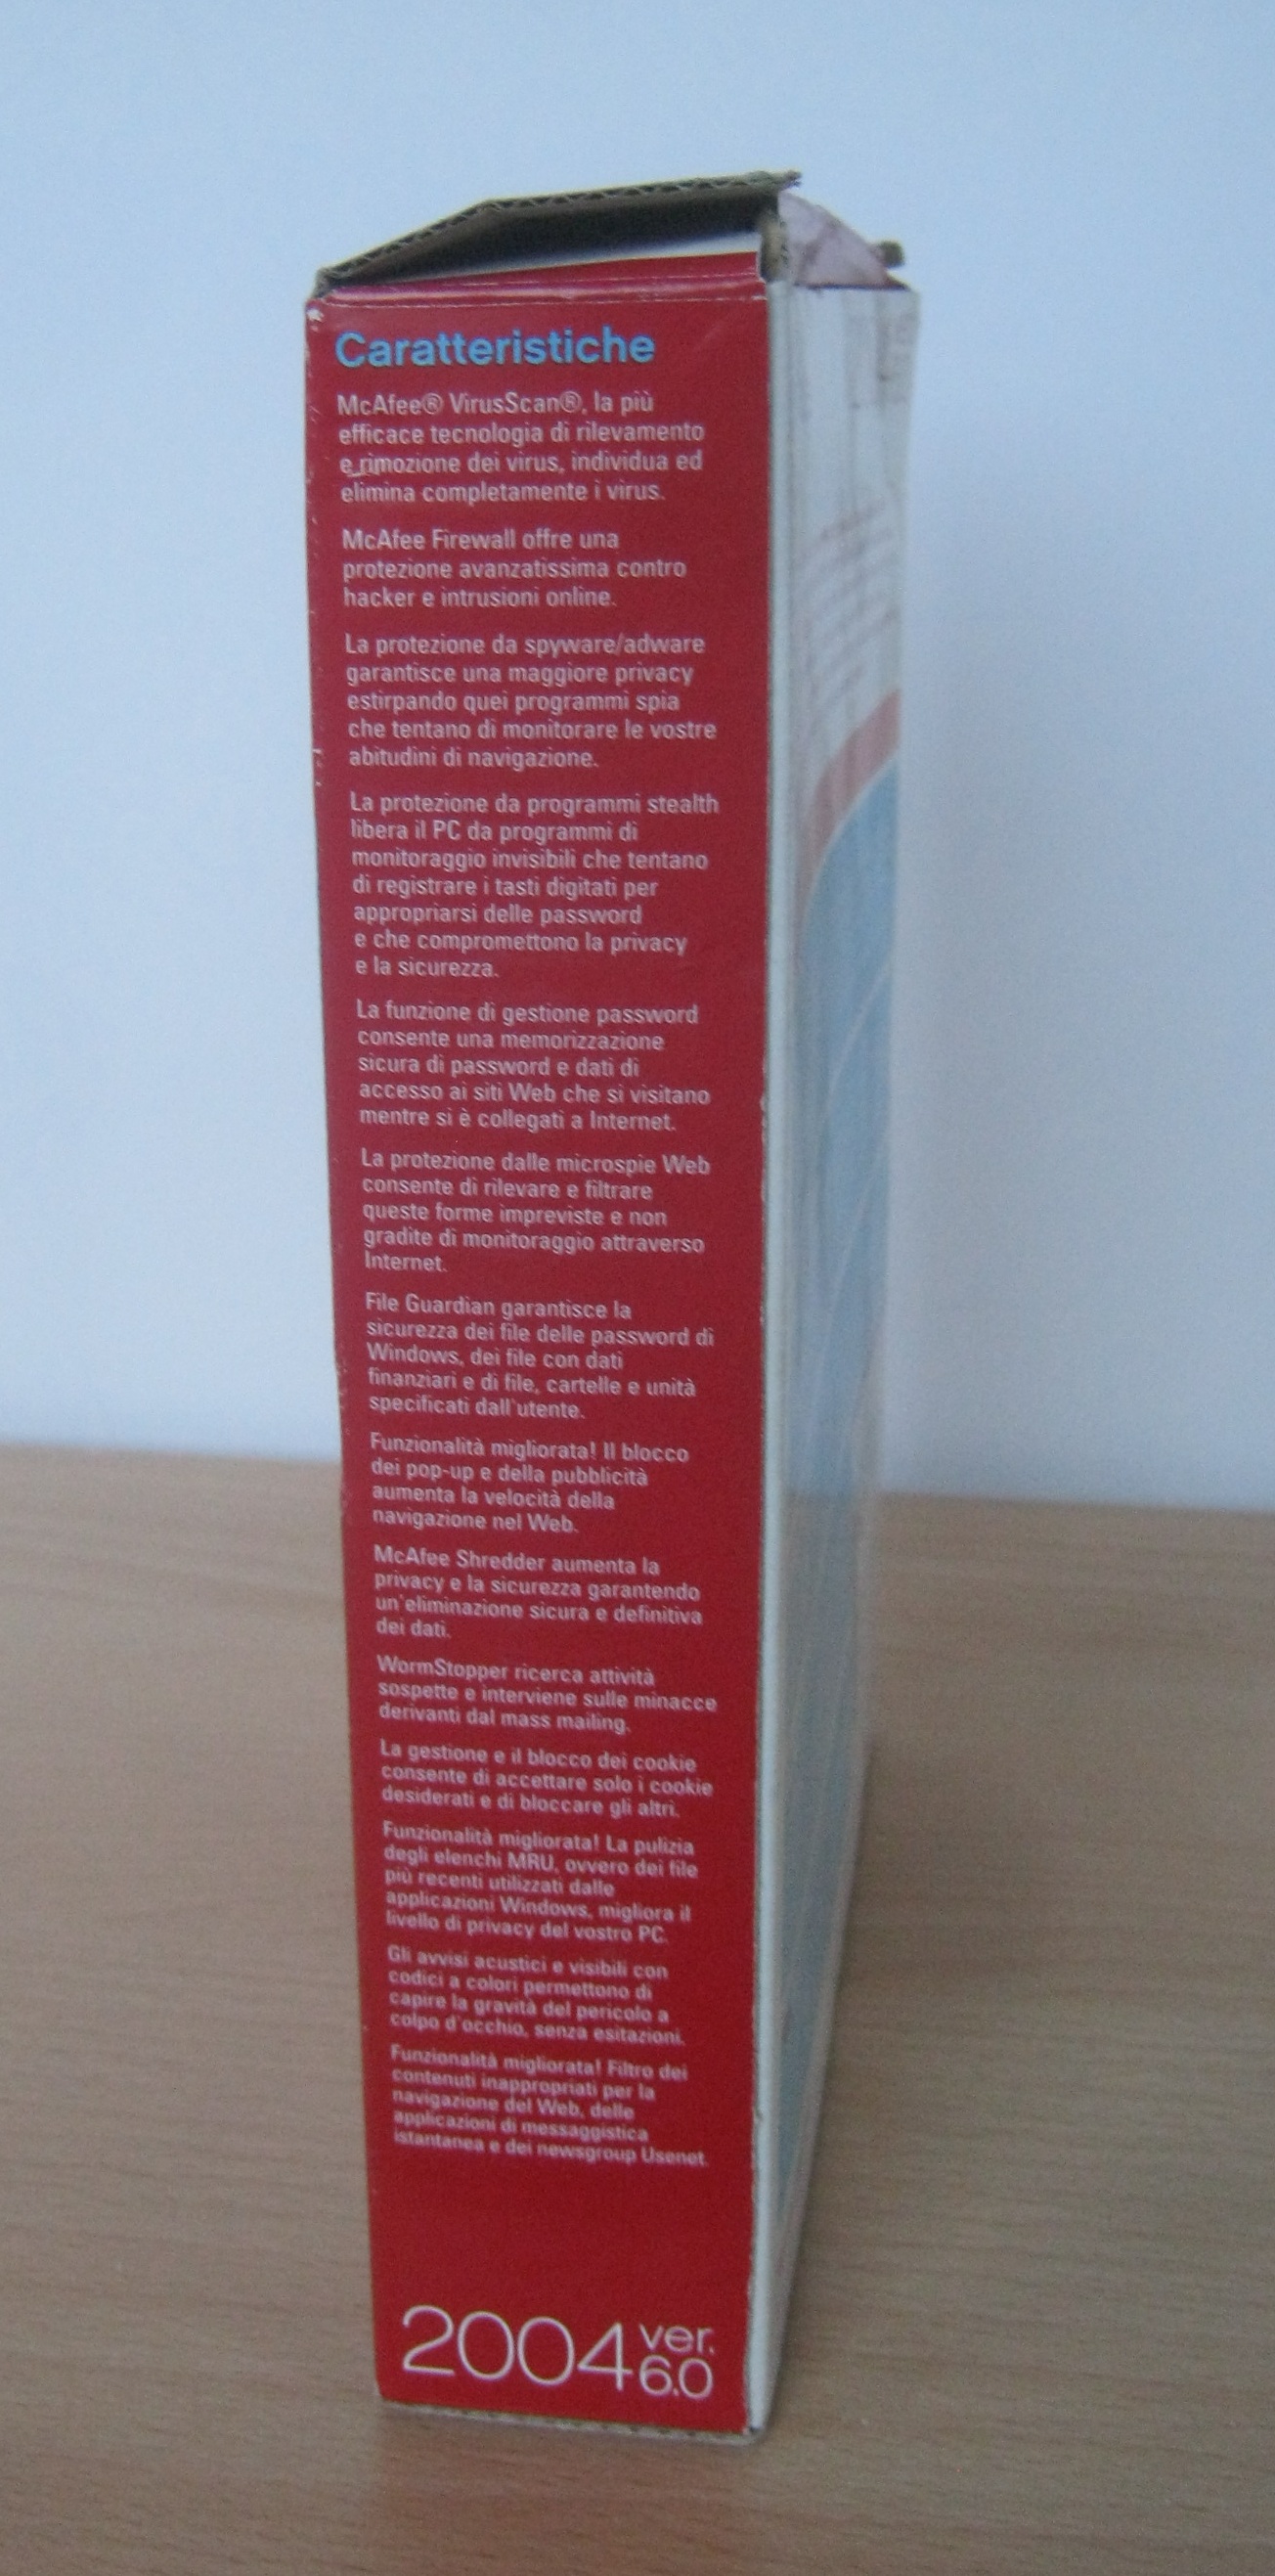 Caratteristiche
McAfee® VirusScan®, la più
efficace tecnologia di rilevamento
e rimozione dei virus, individua ed
elimina completamente i virus.
McAfee Firewall offre una
protezione avanzatissima contro
hacker e intrusioni online.
La protezione da spyware/adware
garantisce una maggiore privacy
estirpando quei programmi spia
che tentano di monitorare le vostre
abitudini di navigazione.
La protezione da programmi stealth
libera il PC da programmi di
monitoraggio invisibili che tentano
di registrare i tasti digitati per
appropriarsi delle password
e che compromettono la privacy
e la sicurezza.
La funzione di gestione password
consente una memorizzazione
sicura di password e dati di
accesso ai siti Web che si visitano
mentre si è collegati a Internet.
La protezione dalle microspie Web
consente di rilevare e filtrare
queste forme impreviste e non
gradite di monitoraggio attraverso
Internet.
File Guardian garantisce la
sicurezza dei file delle password di
Windows, dei file con dati
finanziari e di file, cartelle e unità
specificati dall'utente.
Funzionalità migliorata! Il blocco
dei pop-up e della pubblicità
aumenta la velocità della
navigazione nel Web.
McAfee Shredder aumenta la
privacy e la sicurezza garantendo
un'eliminazione sicura e definitiva
dei dati.
WormStopper ricerca attività
sospette e interviene sulle minacce
derivanti dal mass mailing.
La gestione e il blocco dei cookie
consente di accettare solo i cookie
desiderati e di bloccare gli altri.
Funzionalità migliorata! La pulizia
degli elenchi MRU, ovvero dei file
più recenti utilizzati dalle
applicazioni Windows, migliora il
livello di privacy del vostro PC.
Gli avvisi acustici e visibili con
codici a colori permettono di
capire la gravità del pericolo a
colpo d'occhio, senza esitazioni.
Funzionalità migliorata! Filtro dei
contenuti inappropriati per la
navigazione del Web, delle
applicazioni di messaggistica
istantanea e dei newsgroup Usenet.
2004 ver.
6.0